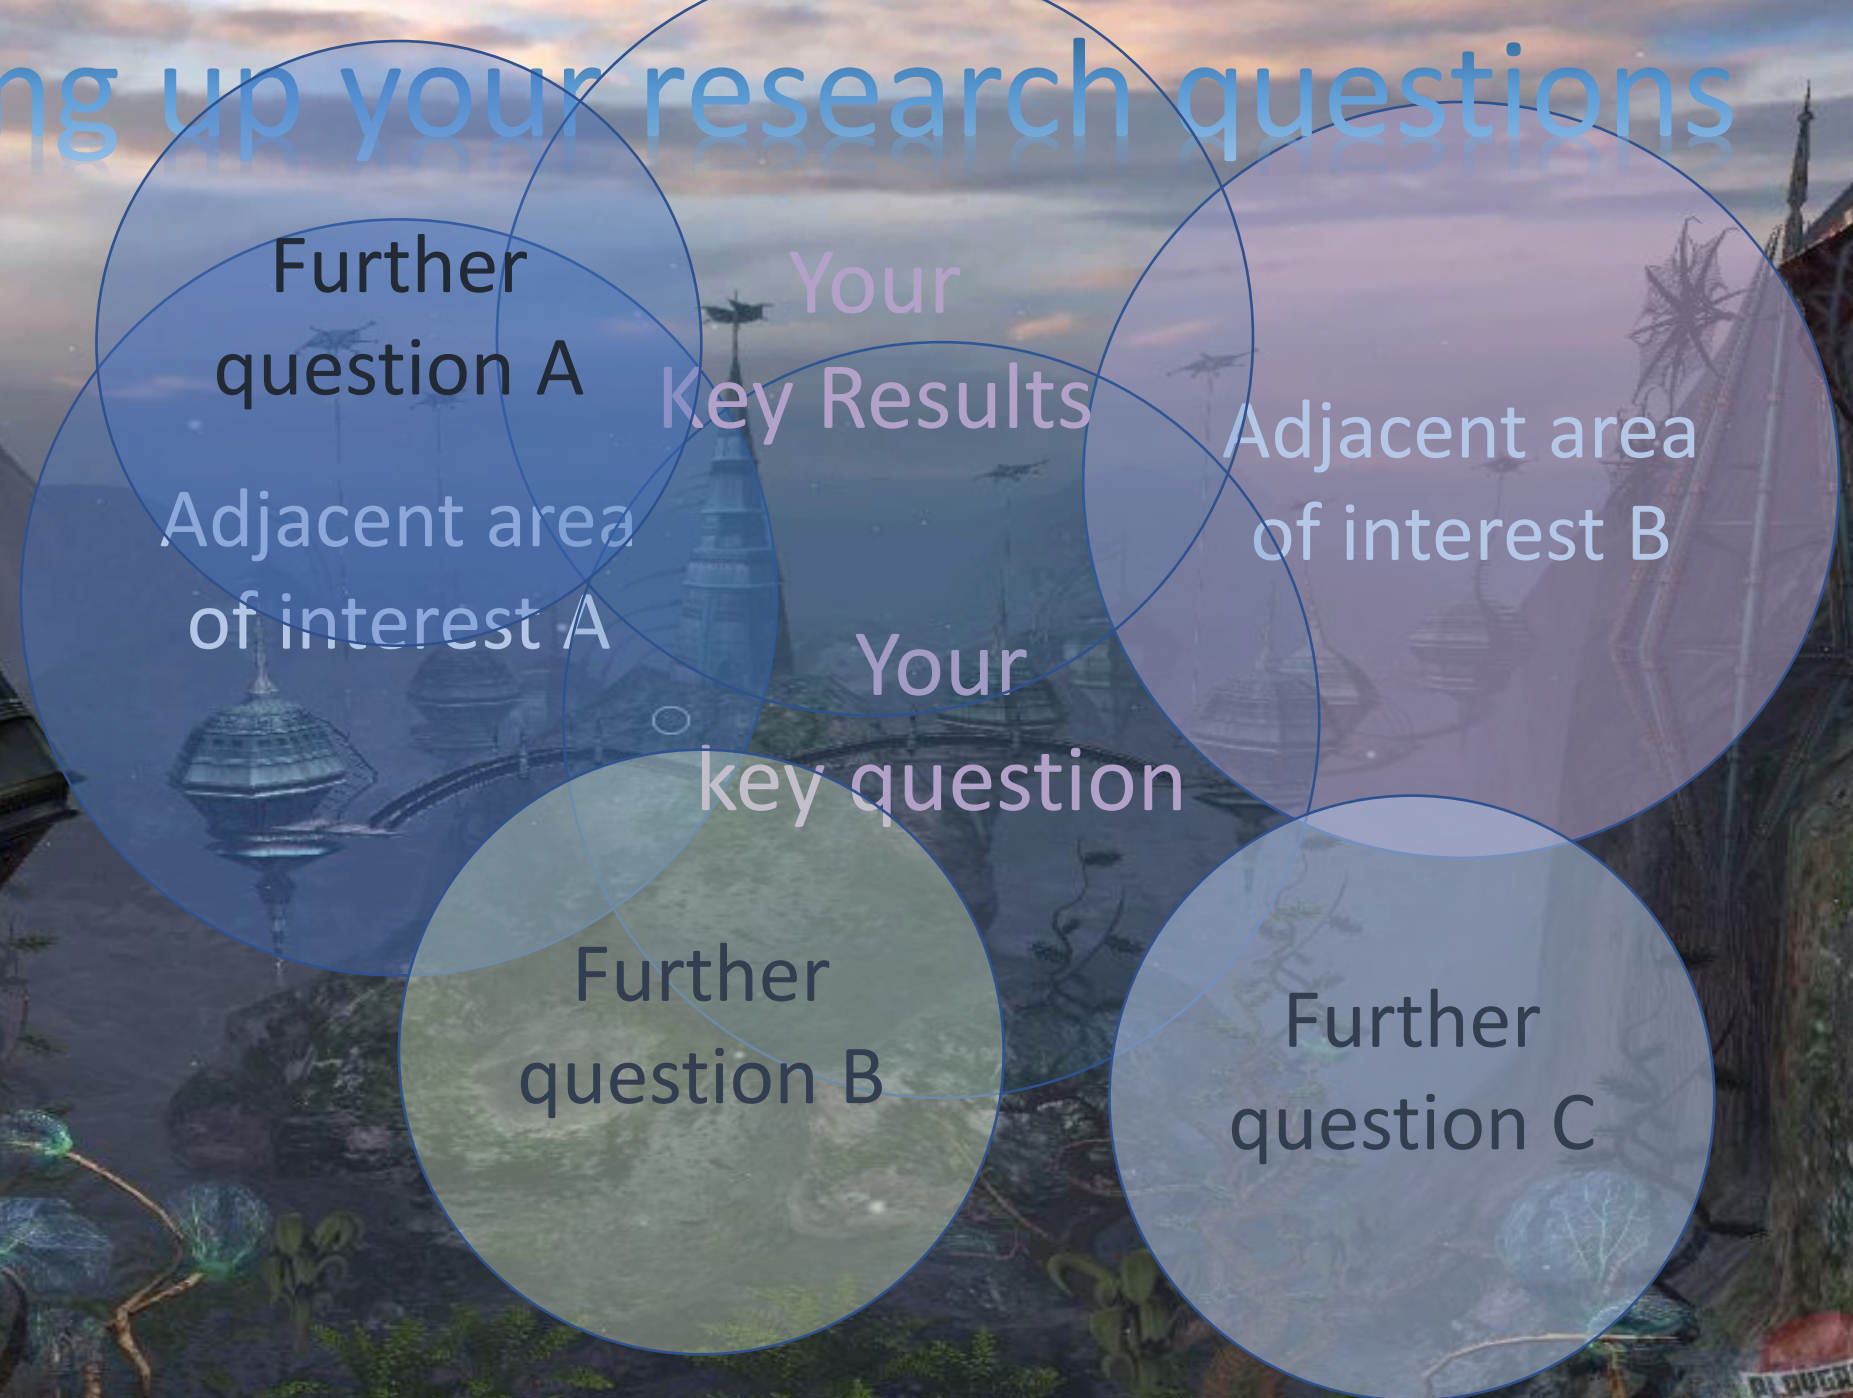 ng up your research questions
Further
question A
Your
Key Results
Adjacent area
of interest B
Adjacent area
of interest A
Your
key question
Further
question B
Further
question C